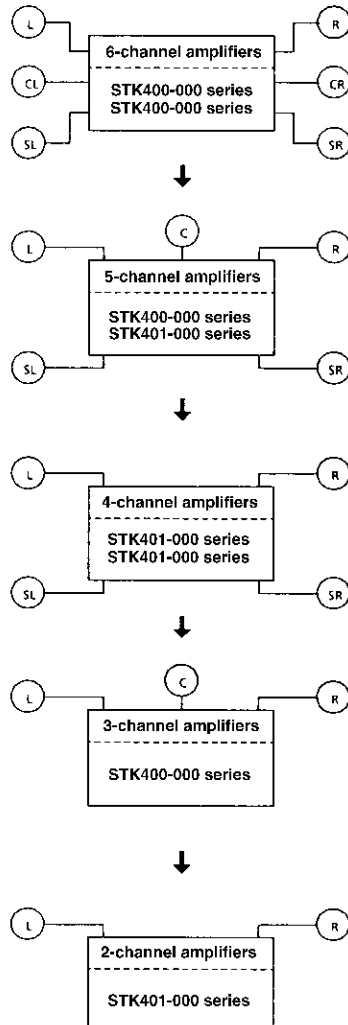 L
R
6-channel amplifiers
CL
CR
STK400-000 series
STK400-000 series
SL
SR
C
L
R
5-channel amplifiers
STK400-000 series
STK401-000 series
SL
SR
L
R
4-channel amplifiers
STK401-000 series
STK401-000 series
SL
SR
C
L
R
3-channel amplifiers
STK400-000 series
L
R
2-channel amplifiers
STK401-000 series